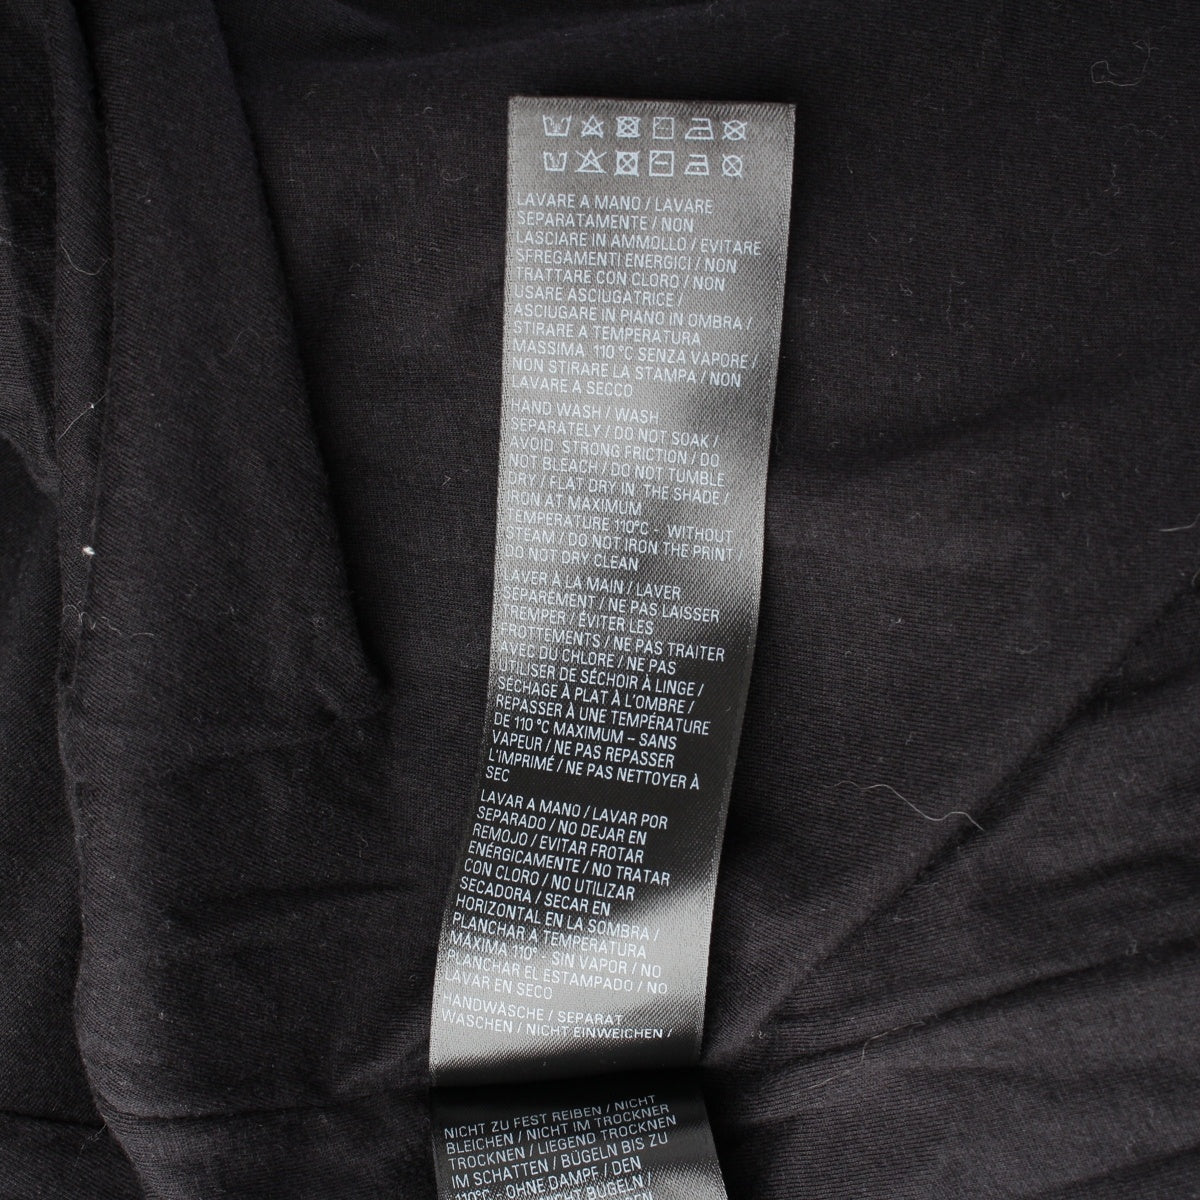 LAVARE A MANO / LAVARE
SEPARATAMENTE / NON
LASCIARE IN AMMOLLO / EVITARE
SFREGAMENTI ENERGICI / NON
TRATTARE CON CLORO / NON
USARE ASCIUGATRICE /
ASCIUGARE IN PIANO IN OMBRA /
STIRARE A TEMPERATURA
MASSIMA 110 °C SENZA VAPORE /
NON STIRARE LA STAMPA / NON
LAVARE A SECCO
HAND WASH / WASH
SEPARATELY / DO NOT SOAK /
AVOID STRONG FRICTION / DO
NOT BLEACH / DO NOT TUMBLE
DRY / FLAT DRY IN THE SHADE /
IRON AT MAXIMUM
TEMPERATURE 110°C - WITHOUT
STEAM / DO NOT IRON THE PRINT
DO NOT DRY CLEAN
LAVER À LA MAIN / LAVER
SÉPARÉMENT / NE PAS LAISSER
TREMPER / ÉVITER LES
FROTTEMENTS / NE PAS TRAITER
AVEC DU CHLORE / NE PAS
UTILISER DE SÉCHOIR À LINGE /
SÉCHAGE À PLAT À L'OMBRE /
REPASSER À UNE TEMPÉRATURE
DE 110 °C MAXIMUM – SANS
VAPEUR / NE PAS REPASSER
L'IMPRIMÉ / NE PAS NETTOYER À
SEC
LAVAR A MANO / LAVAR POR
SEPARADO / NO DEJAR EN
REMOJO / EVITAR FROTAR
ENÉRGICAMENTE / NO TRATAR
CON CLORO / NO UTILIZAR
SECADORA / SECAR EN
HORIZONTAL EN LA SOMBRA /
PLANCHAR A TEMPERATURA
MÁXIMA 110° - SIN VAPOR / NO
PLANCHAR EL ESTAMPADO / NO
LAVAR EN SECO
HANDWÄSCHE / SEPARAT
WASCHEN / NICHT EINWEICHEN /
NICHT ZU FEST REIBEN / NICHT
BLEICHEN / NICHT IM TROCKNER
TROCKNEN / LIEGEND TROCKNEN
IM SCHATTEN / BÜGELN BIS ZU
110°C - OHNE DAMPF / DEN
NICHT BÜGELN /